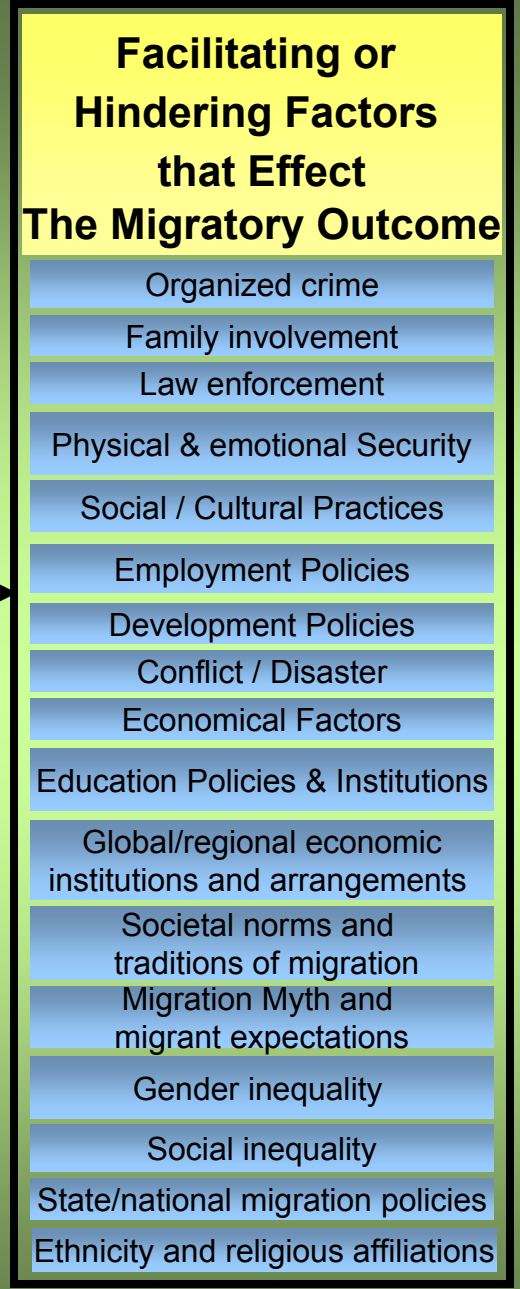 Facilitating or
Hindering Factors
that Effect
The Migratory Outcome
Organized crime
Family involvement
Law enforcement
Physical & emotional Security
Social / Cultural Practices
Employment Policies
Development Policies
Conflict / Disaster
Economical Factors
Education Policies & Institutions
Global/regional economic
institutions and arrangements
Societal norms and
traditions of migration
Migration Myth and
migrant expectations
Gender inequality
Social inequality
State/national migration policies
Ethnicity and religious affiliations